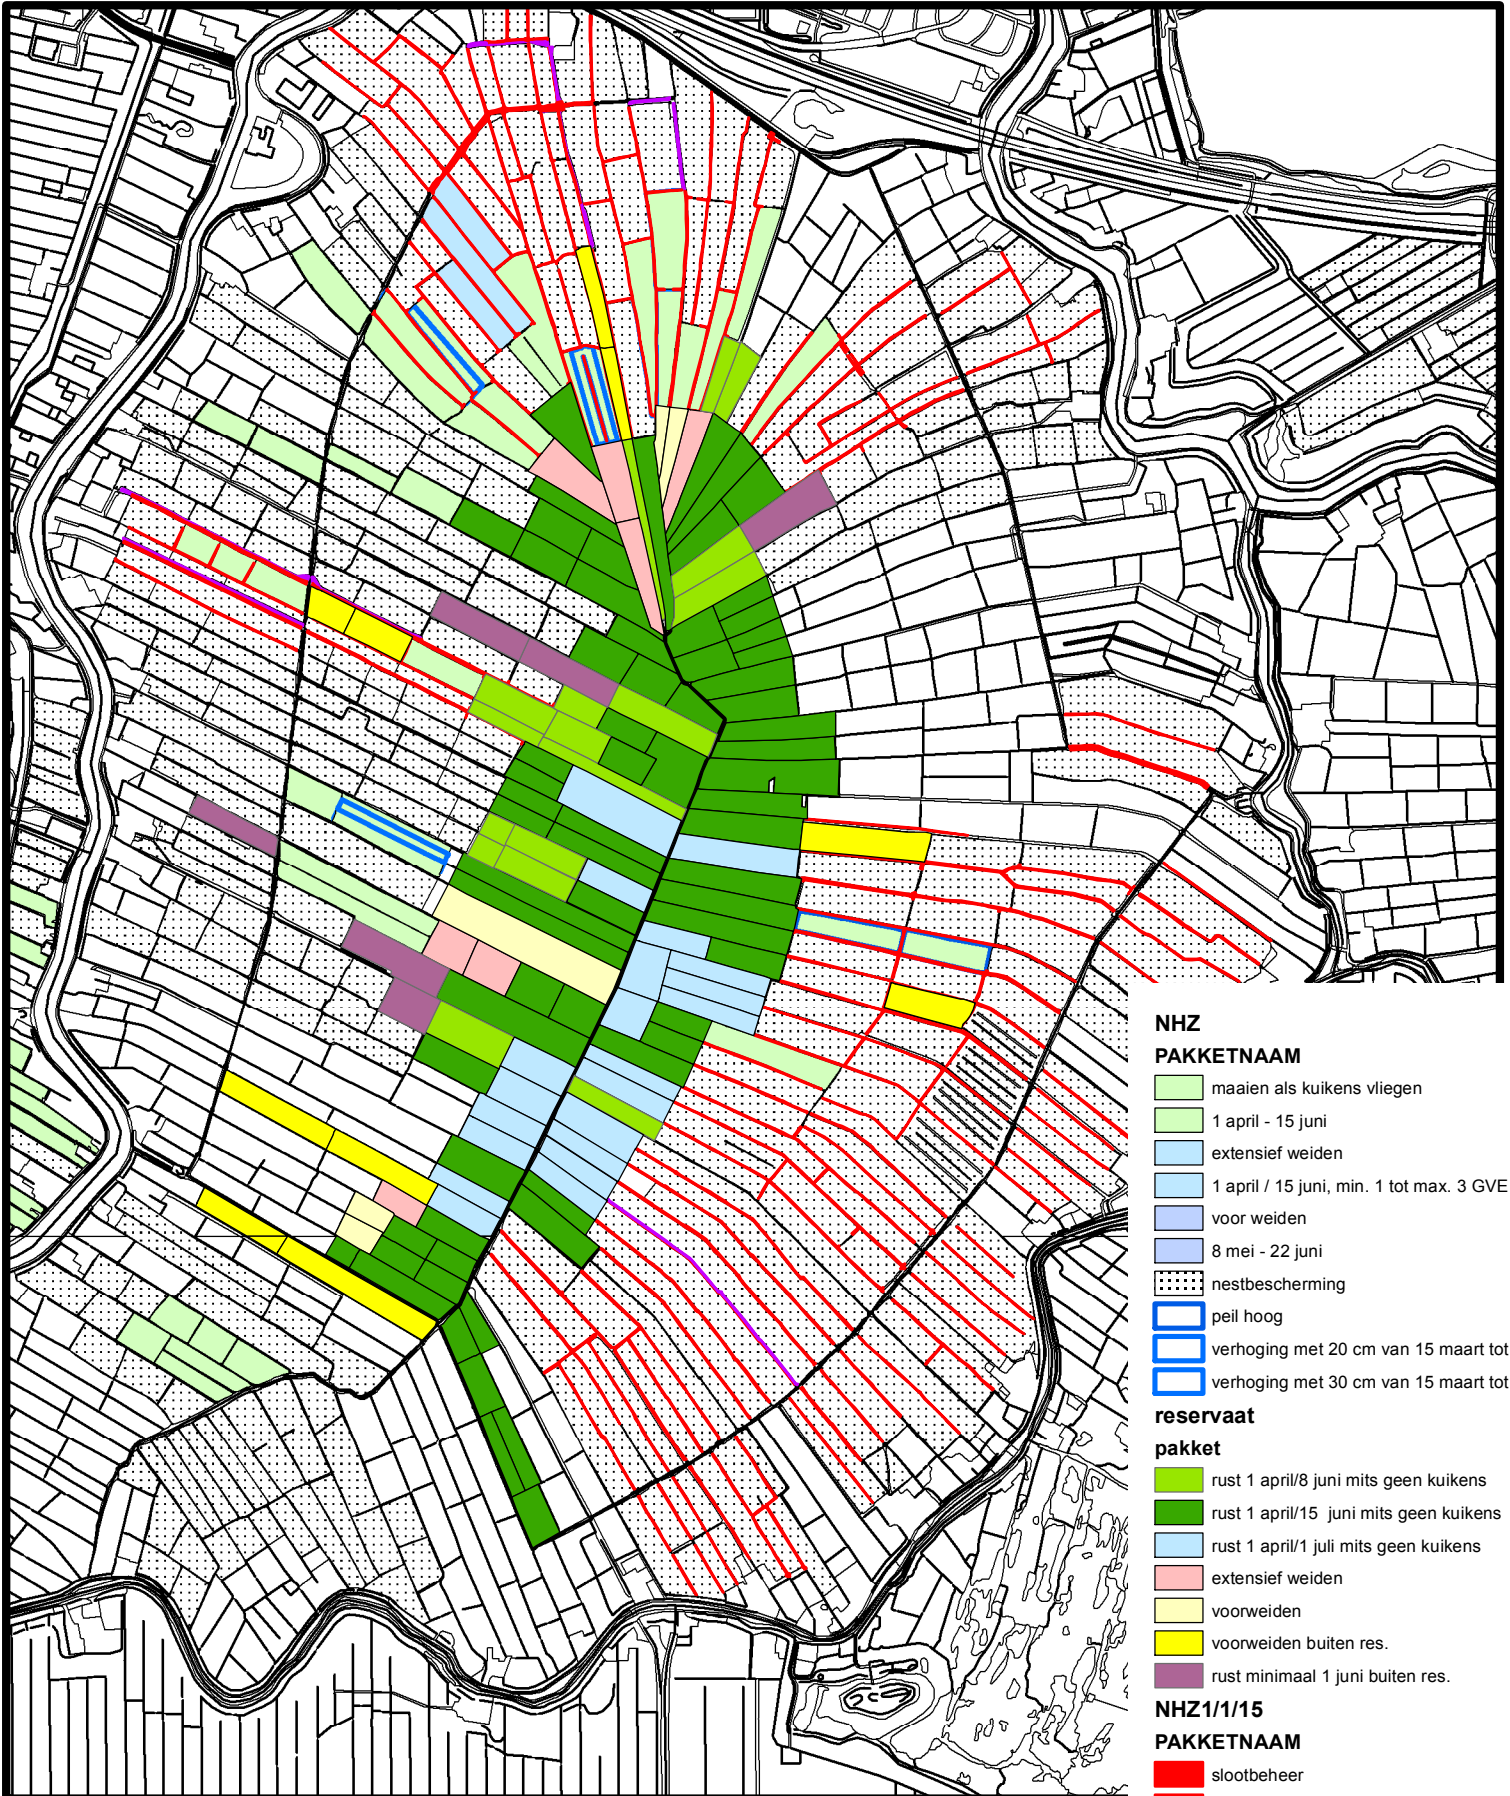 NHZ
PAKKETNAAM
maaien als kuikens vliegen
1 april - 15 juni
extensief weiden
1 april / 15 juni, min. 1 tot max. 3 GVE
voor weiden
8 mei - 22 juni
nestbescherming
peil hoog
verhoging met 20 cm van 15 maart tot
verhoging met 30 cm van 15 maart tot
reservaat
pakket
rust 1 april/8 juni mits geen kuikens
rust 1 april/15 juni mits geen kuikens
rust 1 april/1 juli mits geen kuikens
extensief weiden
voorweiden
voorweiden buiten res.
rust minimaal 1 juni buiten res.
NHZ1/1/15
PAKKETNAAM
slootbeheer